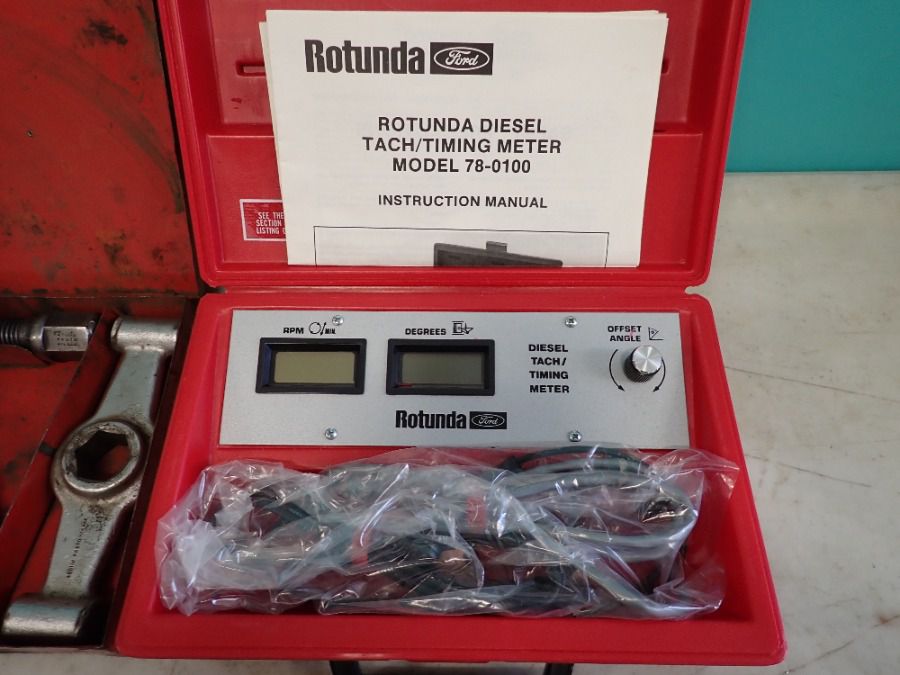 Rotunda Ford
ROTUNDA DIESEL
TACH/TIMING METER
MODEL 78-0100
INSTRUCTION MANUAL
SEE THE
SECTION
LISTING
RPM /MIN.
DEGREES
OFFSET
ANGLE
DIESEL
TACH/
TIMING
METER
Rotunda Ford